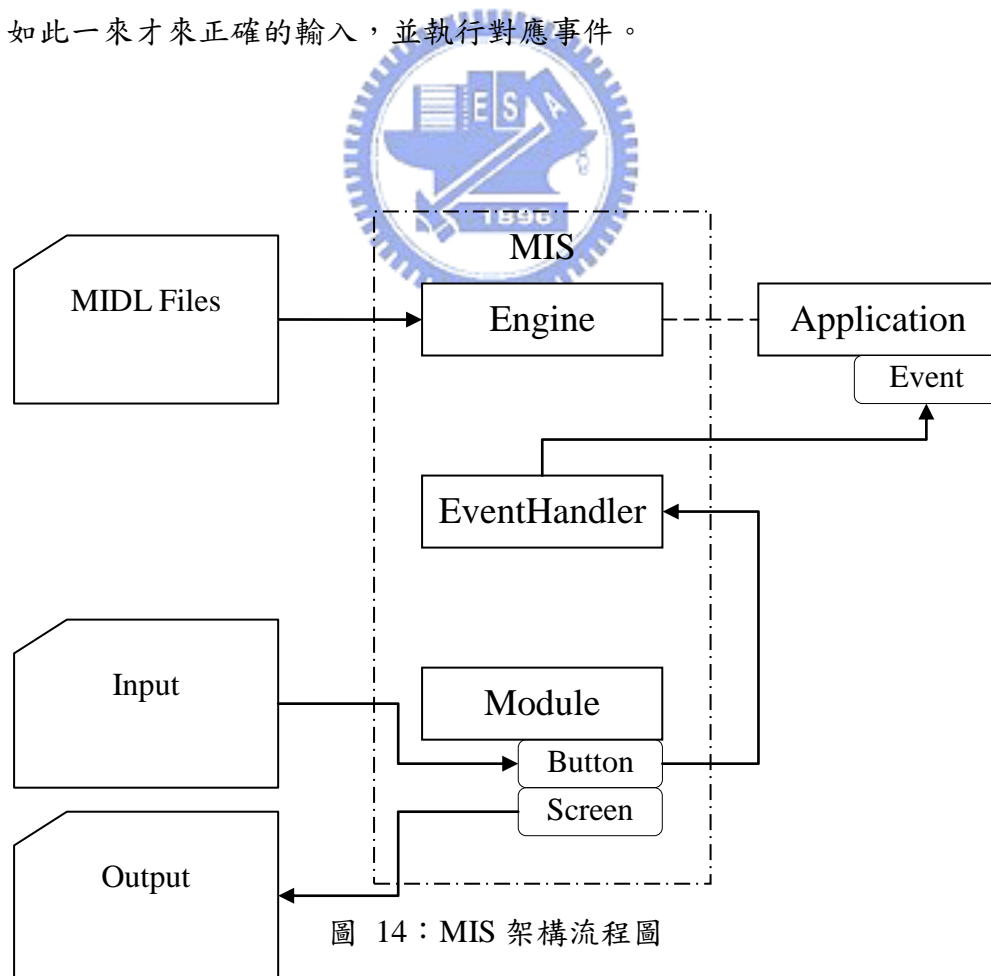 如此一來才來正確的輸入,並執行對應事件。
E S A
1896
MIS
MIDL Files
Engine
Application
Event
EventHandler
Input
Module
Button
Screen
Output
圖 14:MIS 架構流程圖